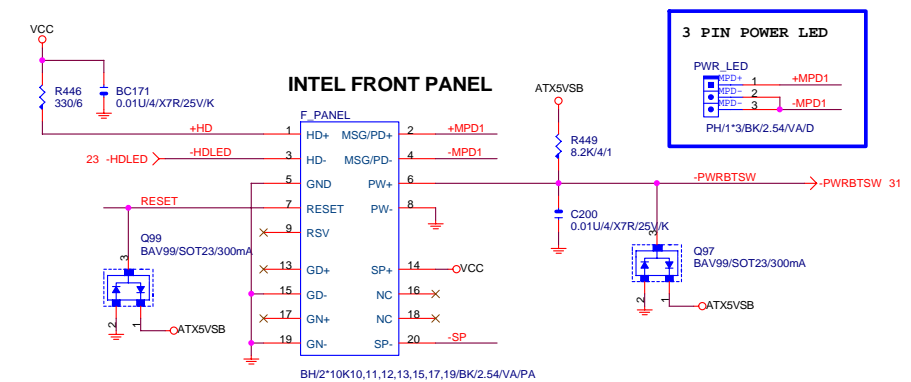 3 PIN POWER LED
PWR_LED
MPD+ 1 +MPD1
MPD- 2
MPD- 3 -MPD1
PH/1*3/BK/2.54/VA/D
VCC
R446
330/6
BC171
0.01U/4/X7R/25V/K
INTEL FRONT PANEL
F_PANEL
+HD 1 HD+ MSG/PD+ 2 +MPD1
23 -HDLED -HDLED 3 HD- MSG/PD- 4 -MPD1
5 GND PW+ 6 -PWRBTSW -PWRBTSW 31
RESET 7 RESET PW- 8
9 RSV
13 GD+ SP+ 14 VCC
15 GD- NC 16
17 GN+ NC 18
19 GN- SP- 20 -SP
BH/2*10K10,11,12,13,15,17,19/BK/2.54/VA/PA
ATX5VSB
R449
8.2K/4/1
C200
0.01U/4/X7R/25V/K
Q99
BAV99/SOT23/300mA
3
2
1
ATX5VSB
Q97
BAV99/SOT23/300mA
3
2
1
ATX5VSB